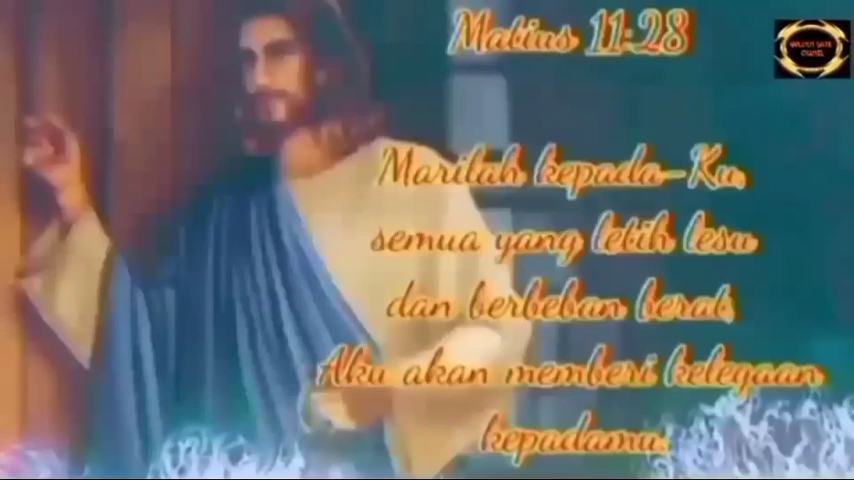 Matius 11:28
Marilah kepada-Ku,
semua yang letih lesu
dan berbeban berat,
Aku akan memberi kelegaan
kepadamu.